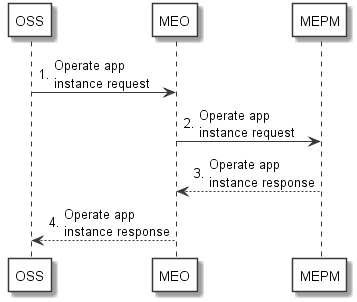 OSS MEO MEPM
1. Operate app
instance request
2. Operate app
instance request
3. Operate app
instance response
4. Operate app
instance response
OSS MEO MEPM